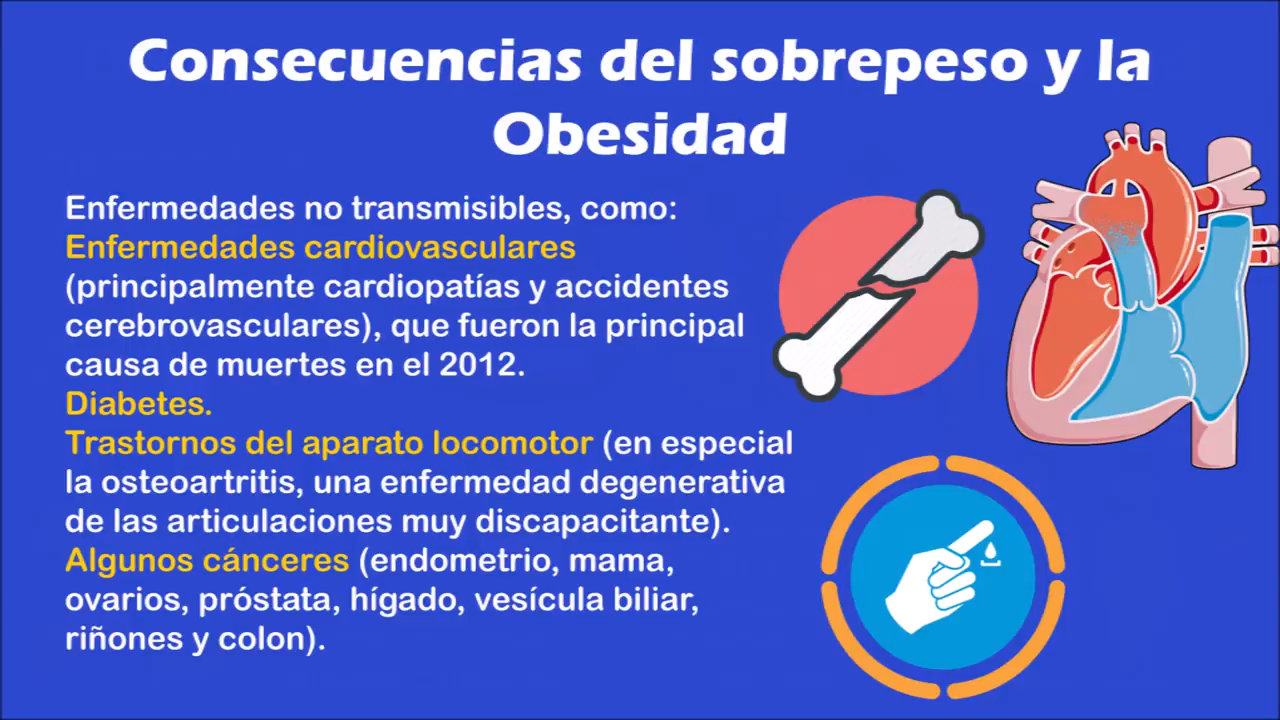 Consecuencias del sobrepeso y la
Obesidad
Enfermedades no transmisibles, como:
Enfermedades cardiovasculares
(principalmente cardiopatías y accidentes
cerebrovasculares), que fueron la principal
causa de muertes en el 2012.
Diabetes.
Trastornos del aparato locomotor (en especial
la osteoartritis, una enfermedad degenerativa
de las articulaciones muy discapacitante).
Algunos cánceres (endometrio, mama,
ovarios, próstata, hígado, vesícula biliar,
riñones y colon).